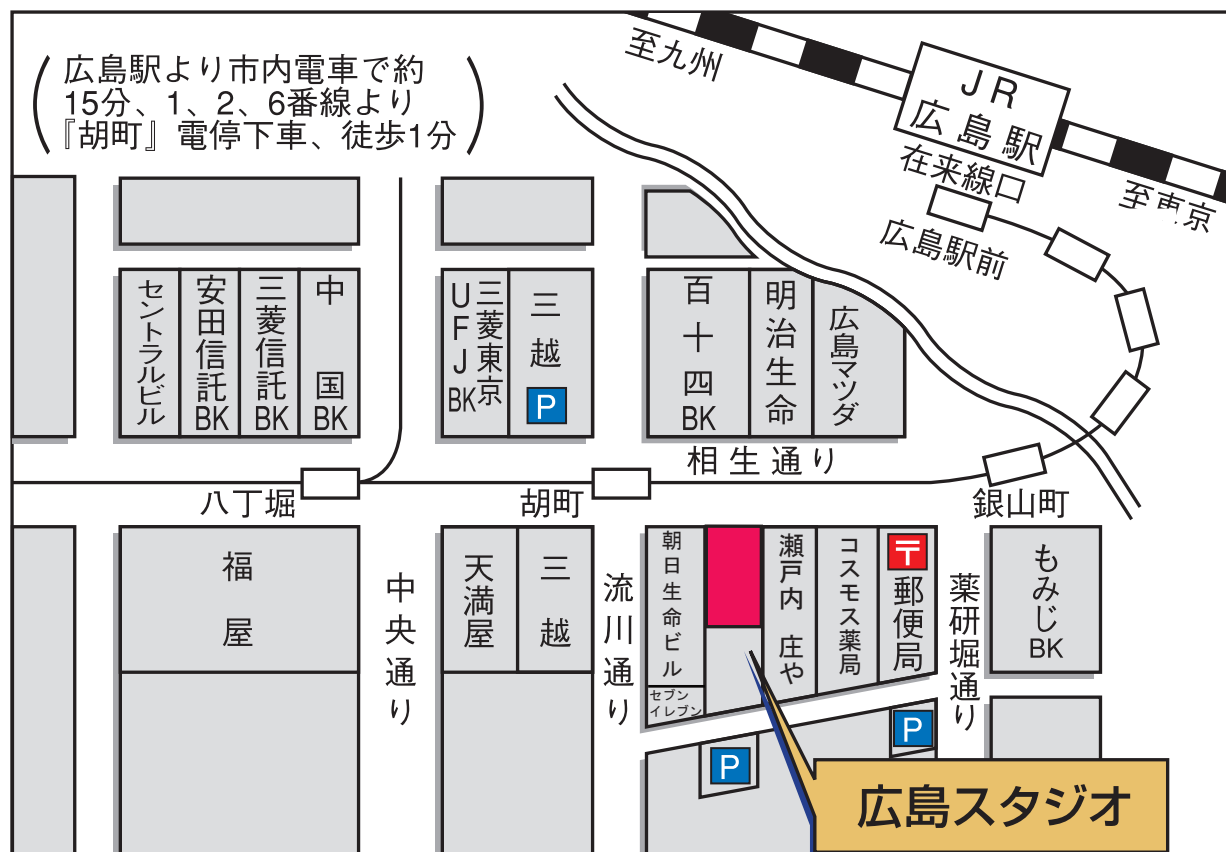 広島駅より市内電車で約
15分、1、2、6番線より
『胡町』電停下車、徒歩1分
至九州
JR
広島駅
在来線口
至東京
広島駅前
セントラルビル
安田信託BK
三菱信託BK
中国BK
三菱東京
UFJBK
三越
P
百十四BK
明治生命
広島マツダ
相生通り
八丁堀
胡町
銀山町
福屋
中央通り
天満屋
三越
流川通り
朝日生命ビル
セブン
イレブン
瀬戸内 庄や
コスモス薬局
〒
郵便局
薬研堀通り
もみじBK
P
P
広島スタジオ